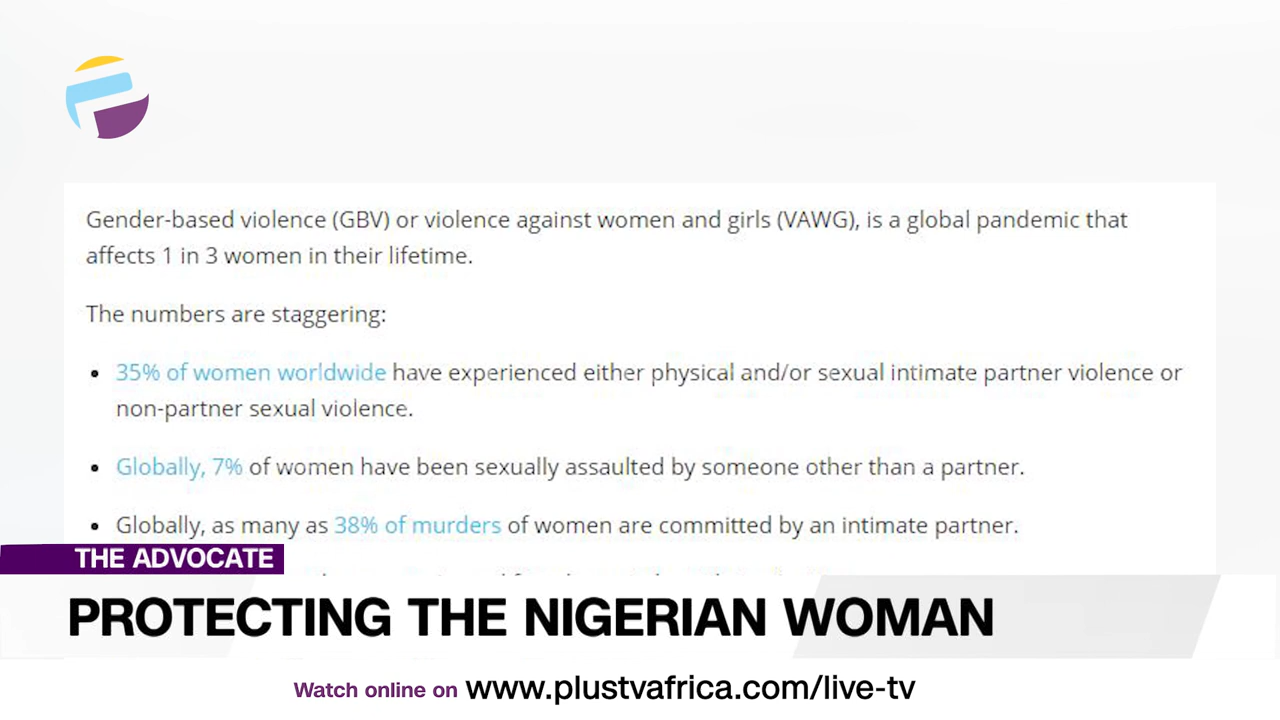 Gender-based violence (GBV) or violence against women and girls (VAWG), is a global pandemic that
affects 1 in 3 women in their lifetime.
The numbers are staggering:
• 35% of women worldwide have experienced either physical and/or sexual intimate partner violence or
non-partner sexual violence.
• Globally, 7% of women have been sexually assaulted by someone other than a partner.
• Globally, as many as 38% of murders of women are committed by an intimate partner.
THE ADVOCATE
PROTECTING THE NIGERIAN WOMAN
Watch online on www.plustvafrica.com/live-tv